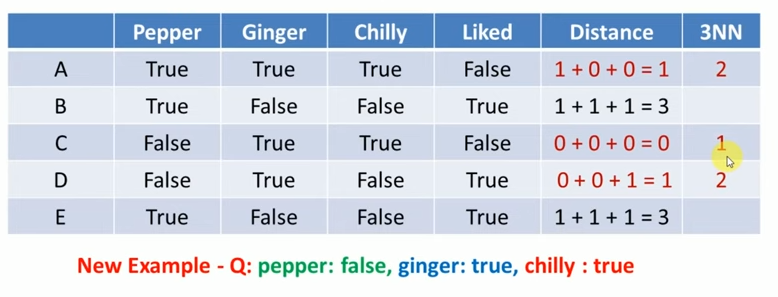 Pepper Ginger Chilly Liked Distance 3NN
A True True True False 1 + 0 + 0 = 1 2
B True False False True 1 + 1 + 1 = 3
C False True True False 0 + 0 + 0 = 0 1
D False True False True 0 + 0 + 1 = 1 2
E True False False True 1 + 1 + 1 = 3
New Example - Q: pepper: false, ginger: true, chilly : true